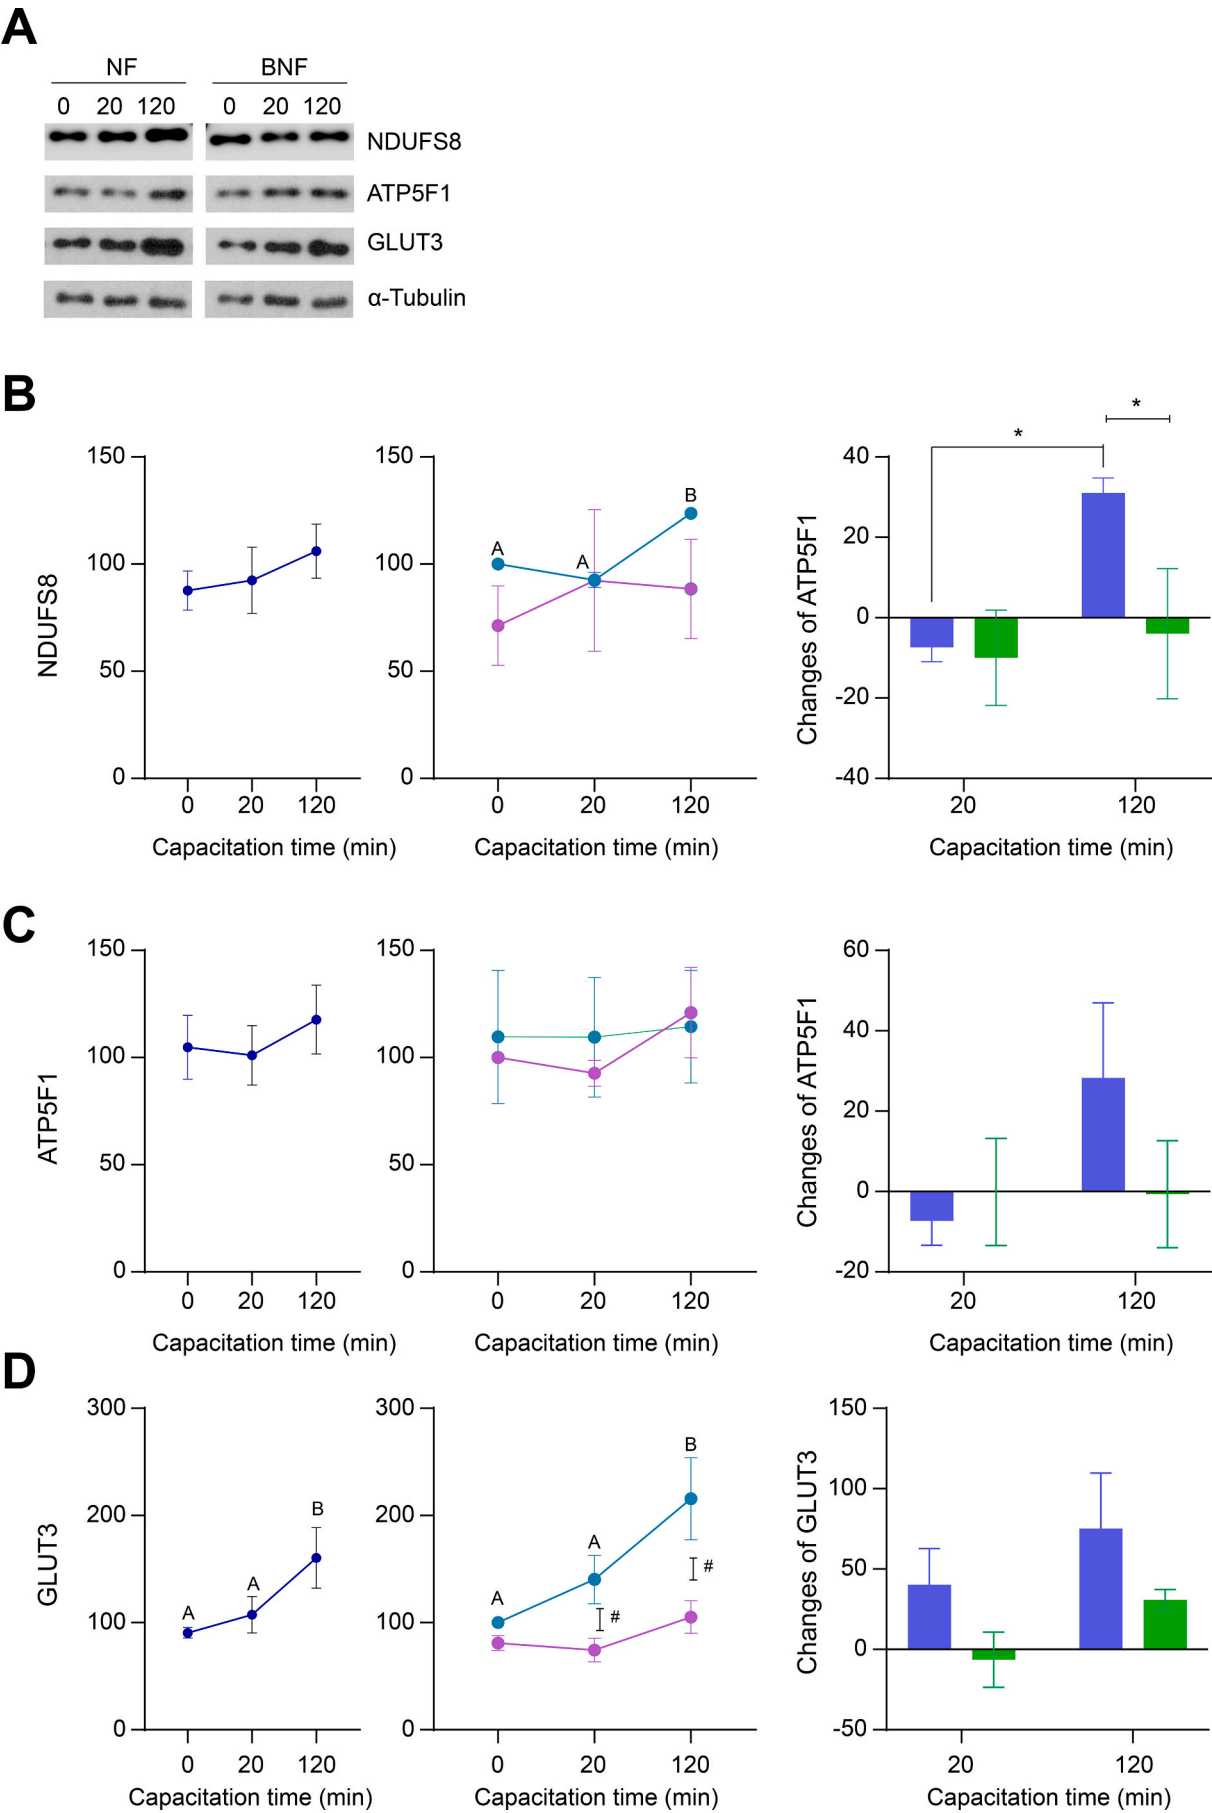 A
NF BNF
0 20 120 0 20 120
NDUFS8
ATP5F1
GLUT3
α-Tubulin
B
NDUFS8
150
100
50
0
0 20 120
Capacitation time (min)
150
100
50
0
A A B
0 20 120
Capacitation time (min)
Changes of ATP5F1
40
20
0
-20
-40
* *
20 120
Capacitation time (min)
C
ATP5F1
150
100
50
0
0 20 120
Capacitation time (min)
150
100
50
0
0 20 120
Capacitation time (min)
Changes of ATP5F1
60
40
20
0
-20
20 120
Capacitation time (min)
D
GLUT3
300
200
100
0
A A B
0 20 120
Capacitation time (min)
300
200
100
0
A A B
# #
0 20 120
Capacitation time (min)
Changes of GLUT3
150
100
50
0
-50
20 120
Capacitation time (min)